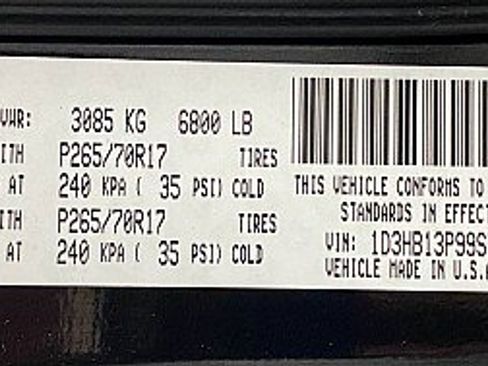 VWR: 3085 KG 6800 LB
ITH P265/70R17 TIRES
AT 240 KPA ( 35 PSI) COLD
ITH P265/70R17 TIRES
AT 240 KPA ( 35 PSI) COLD
THIS VEHICLE CONFORMS TO
STANDARDS IN EFFECT
VIN: 1D3HB13P99S
VEHICLE MADE IN U.S.A